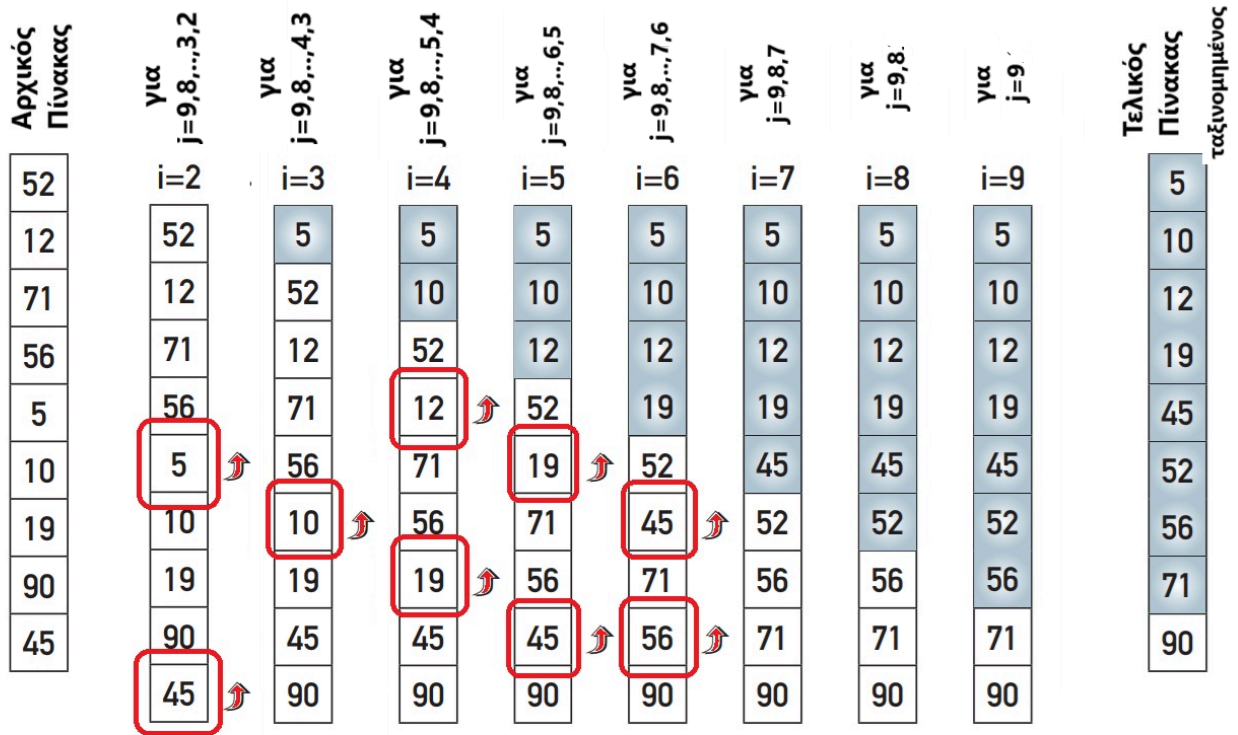 Αρχικός
Πίνακας
για
j=9,8,..,3,2
για
j=9,8,..,4,3
για
j=9,8,..,5,4
για
j=9,8,..,6,5
για
j=9,8,..,7,6
για
j=9,8,7
για
j=9,8.
για
j=9.
Τελικός
Πίνακας
ταξινομημένος
52 i=2 i=3 i=4 i=5 i=6 i=7 i=8 i=9 5
12 52 5 5 5 5 5 5 5 10
71 12 52 10 10 10 10 10 10 12
56 71 12 52 12 12 12 12 12 19
5 56 71 12 52 19 19 19 19 45
10 5 56 71 19 52 45 45 45 52
19 10 10 56 71 45 52 52 52 56
90 19 19 19 56 71 56 56 56 71
45 90 45 45 45 56 71 71 71 90
45 90 90 90 90 90 90 90